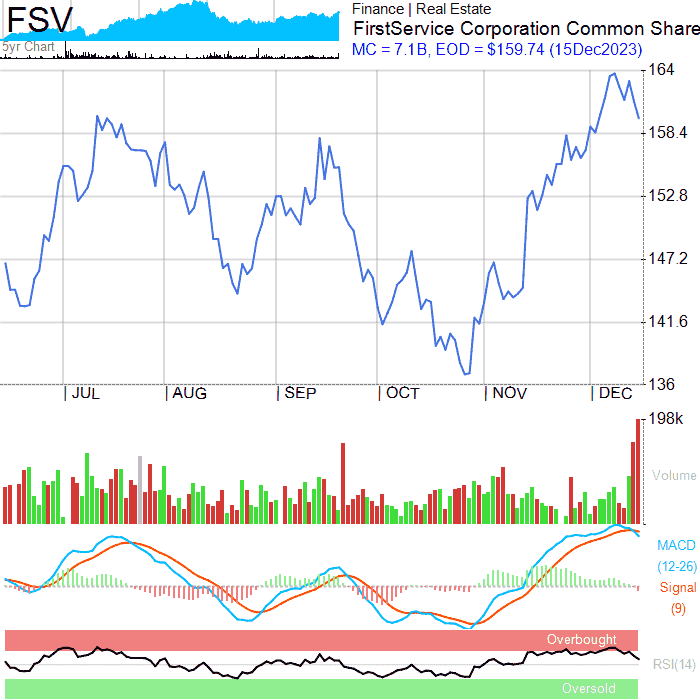 FSV
5yr Chart
Finance | Real Estate
FirstService Corporation Common Share
MC = 7.1B, EOD = $159.74 (15Dec2023)
164
158.4
152.8
147.2
141.6
136
JUL AUG SEP OCT NOV DEC
198k
Volume
MACD
(12-26)
Signal
(9)
Overbought
RSI(14)
Oversold